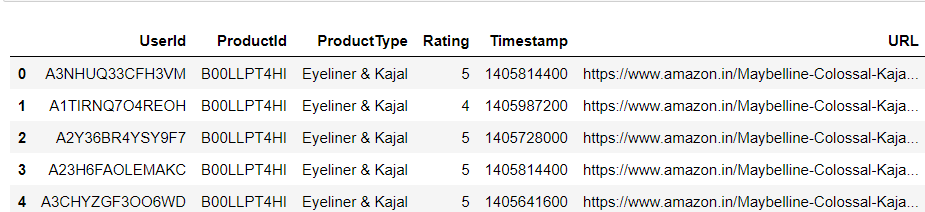 UserId ProductId ProductType Rating Timestamp URL
0 A3NHUQ33CFH3VM B00LLPT4HI Eyeliner & Kajal 5 1405814400 https://www.amazon.in/Maybelline-Colossal-Kaja...
1 A1TIRNQ7O4REOH B00LLPT4HI Eyeliner & Kajal 4 1405987200 https://www.amazon.in/Maybelline-Colossal-Kaja...
2 A2Y36BR4YSY9F7 B00LLPT4HI Eyeliner & Kajal 5 1405728000 https://www.amazon.in/Maybelline-Colossal-Kaja...
3 A23H6FAOLEMAKC B00LLPT4HI Eyeliner & Kajal 5 1405814400 https://www.amazon.in/Maybelline-Colossal-Kaja...
4 A3CHYZGF3OO6WD B00LLPT4HI Eyeliner & Kajal 5 1405641600 https://www.amazon.in/Maybelline-Colossal-Kaja...